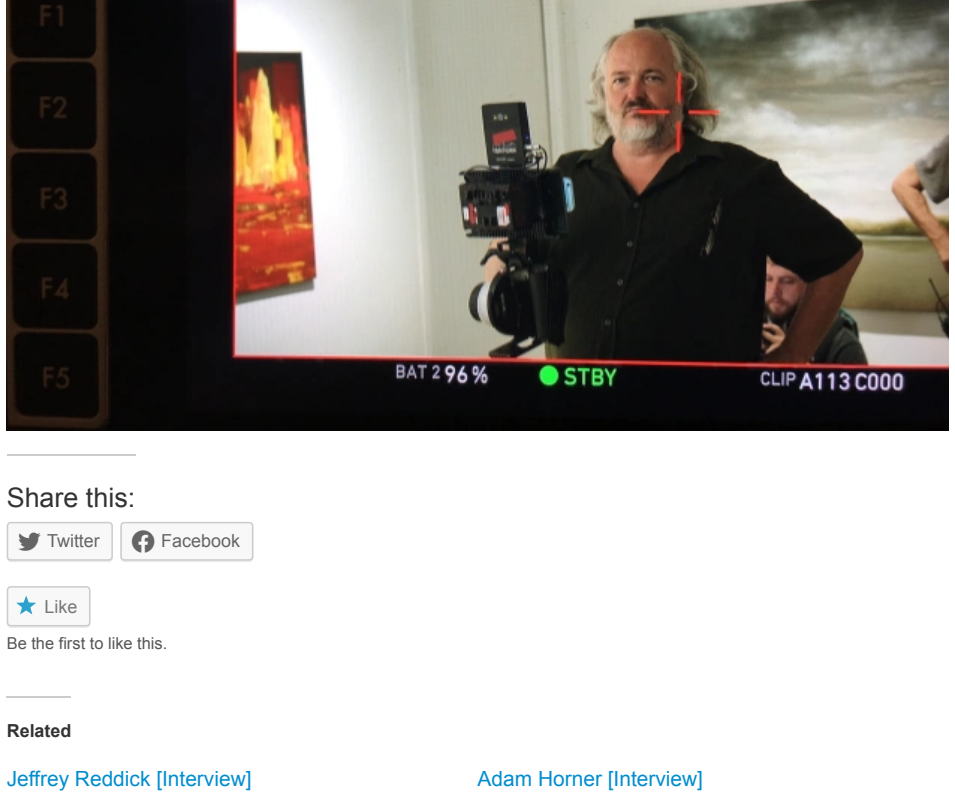 F1
F2
F3
F4
F5
BAT 2 96% STBY CLIP A113 C000
Share this:
Twitter Facebook
Like
Be the first to like this.
Related
Jeffrey Reddick [Interview] Adam Horner [Interview]